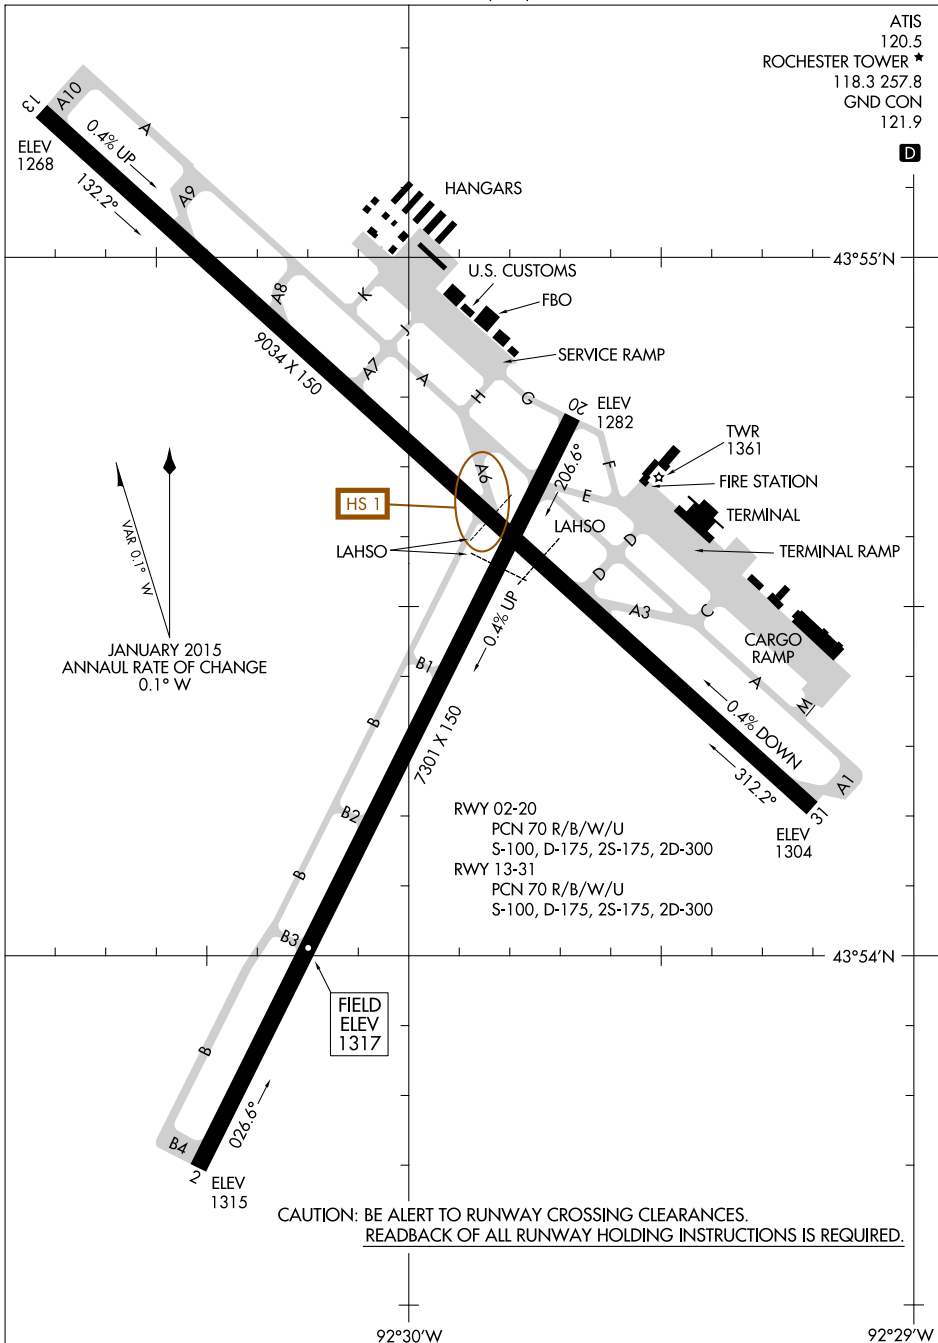 ATIS
120.5
ROCHESTER TOWER ★
118.3 257.8
GND CON
121.9
D
13
A10
A
ELEV
1268
0.4% UP
132.2°
A9
HANGARS
43°55'N
U.S. CUSTOMS
FBO
A8
K
J
SERVICE RAMP
9034 X 150
A7
A
H
G
20
ELEV
1282
TWR
1361
FIRE STATION
TERMINAL
TERMINAL RAMP
206.6°
F
A6
E
HS 1
LAHSO
LAHSO
D
D
VAR 0.1° W
JANUARY 2015
ANNAUL RATE OF CHANGE
0.1° W
0.4% UP
A3
C
CARGO
RAMP
B1
A
M
B
7301 X 150
0.4% DOWN
312.2°
A1
31
ELEV
1304
B2
RWY 02-20
PCN 70 R/B/W/U
S-100, D-175, 2S-175, 2D-300
RWY 13-31
PCN 70 R/B/W/U
S-100, D-175, 2S-175, 2D-300
B
B3
43°54'N
FIELD
ELEV
1317
B
026.6°
B4
2
ELEV
1315
CAUTION: BE ALERT TO RUNWAY CROSSING CLEARANCES.
READBACK OF ALL RUNWAY HOLDING INSTRUCTIONS IS REQUIRED.
92°30'W
92°29'W